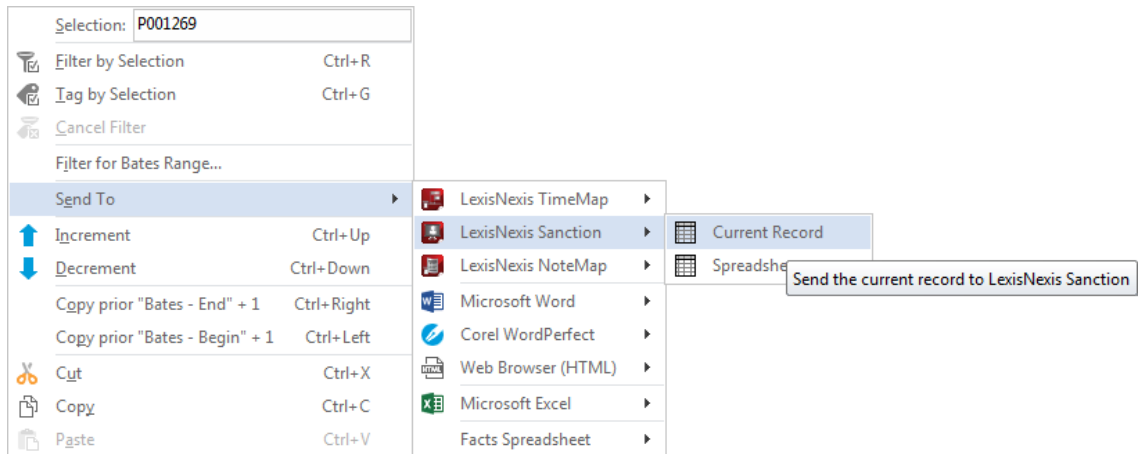 Selection: P001269
Filter by Selection Ctrl+R
Tag by Selection Ctrl+G
Cancel Filter
Filter for Bates Range...
Send To
Increment Ctrl+Up
Decrement Ctrl+Down
Copy prior "Bates - End" + 1 Ctrl+Right
Copy prior "Bates - Begin" + 1 Ctrl+Left
Cut Ctrl+X
Copy Ctrl+C
Paste Ctrl+V
LexisNexis TimeMap
LexisNexis Sanction
LexisNexis NoteMap
Microsoft Word
Corel WordPerfect
HTML Web Browser (HTML)
Microsoft Excel
Facts Spreadsheet
Current Record
Spreadshe
Send the current record to LexisNexis Sanction